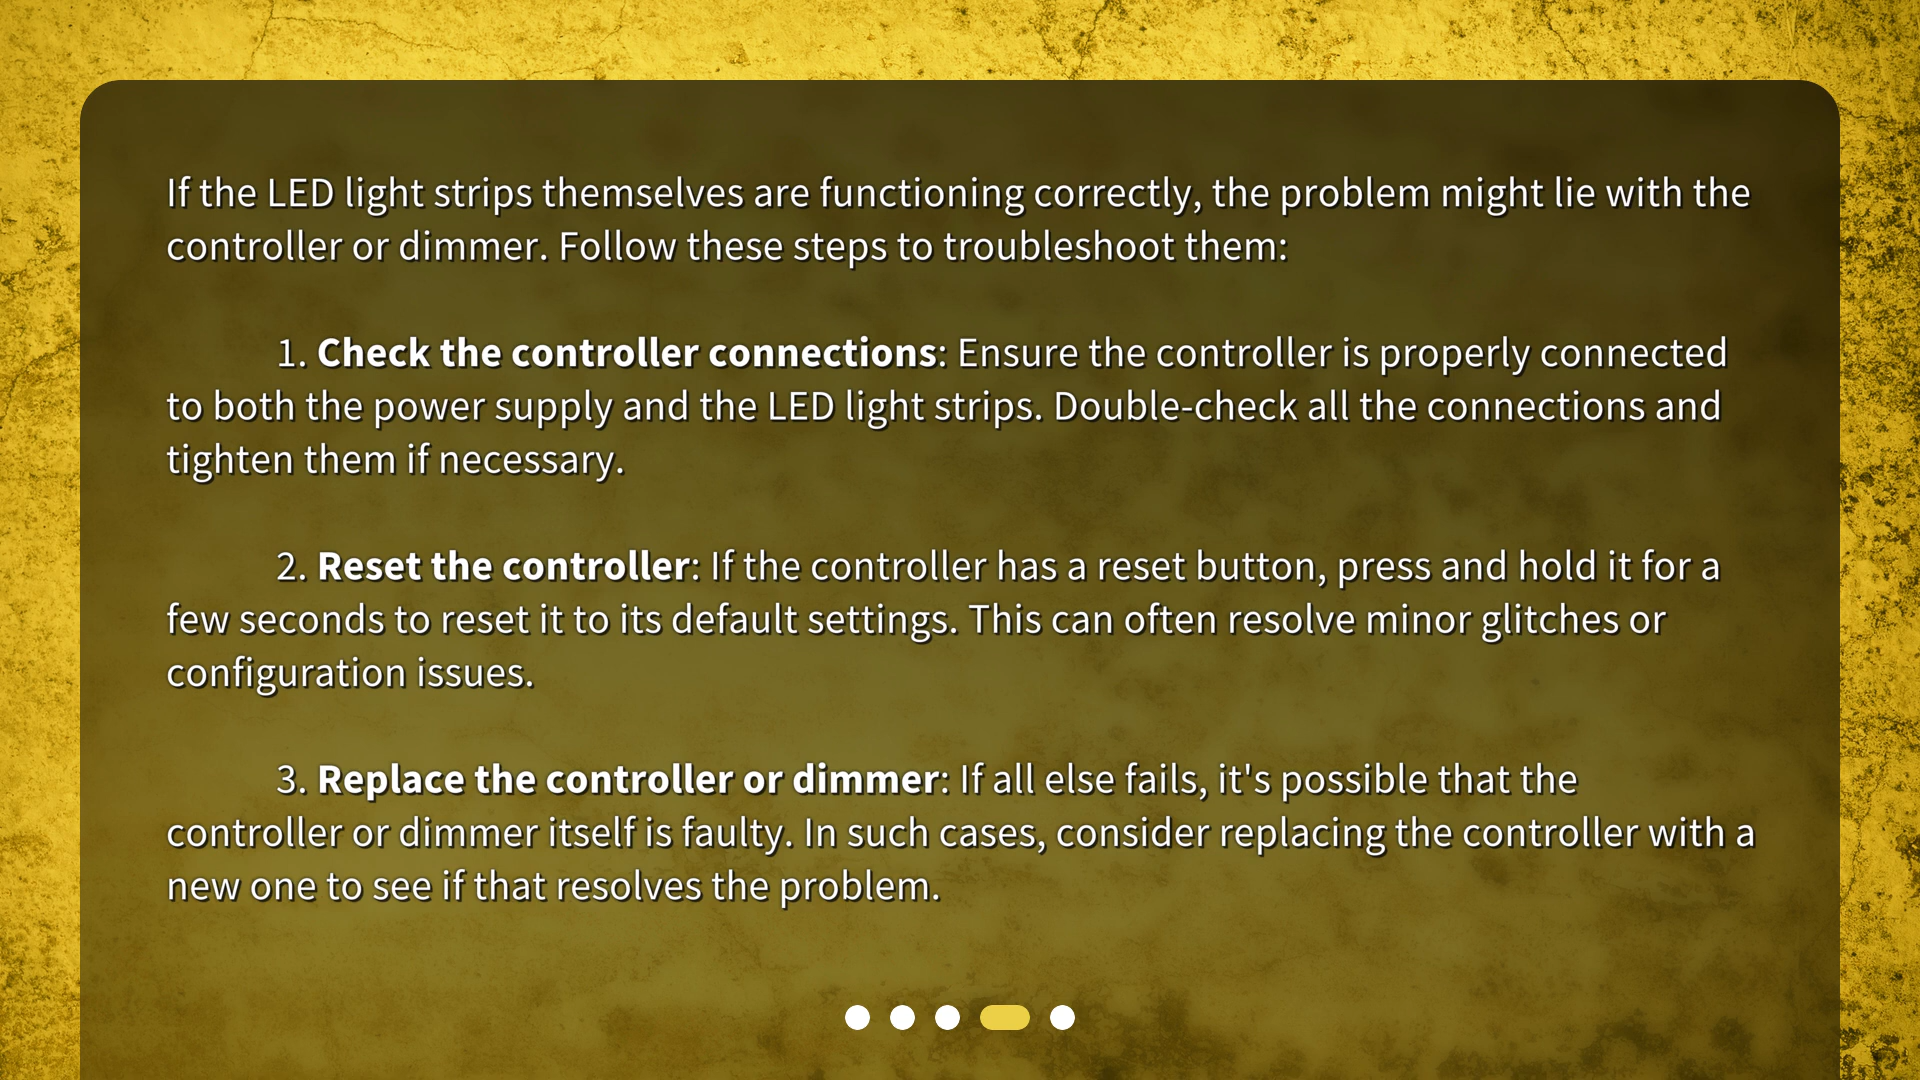 If the LED light strips themselves are functioning correctly, the problem might lie with the
controller or dimmer. Follow these steps to troubleshoot them:
1. Check the controller connections: Ensure the controller is properly connected
to both the power supply and the LED light strips. Double-check all the connections and
tighten them if necessary.
2. Reset the controller: If the controller has a reset button, press and hold it for a
few seconds to reset it to its default settings. This can often resolve minor glitches or
configuration issues.
3. Replace the controller or dimmer: If all else fails, it's possible that the
controller or dimmer itself is faulty. In such cases, consider replacing the controller with a
new one to see if that resolves the problem.